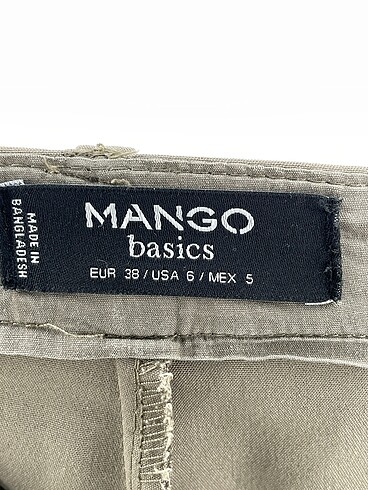 MANGO
basics
EUR 38 / USA 6 / MEX 5
MADE IN
BANGLADESH